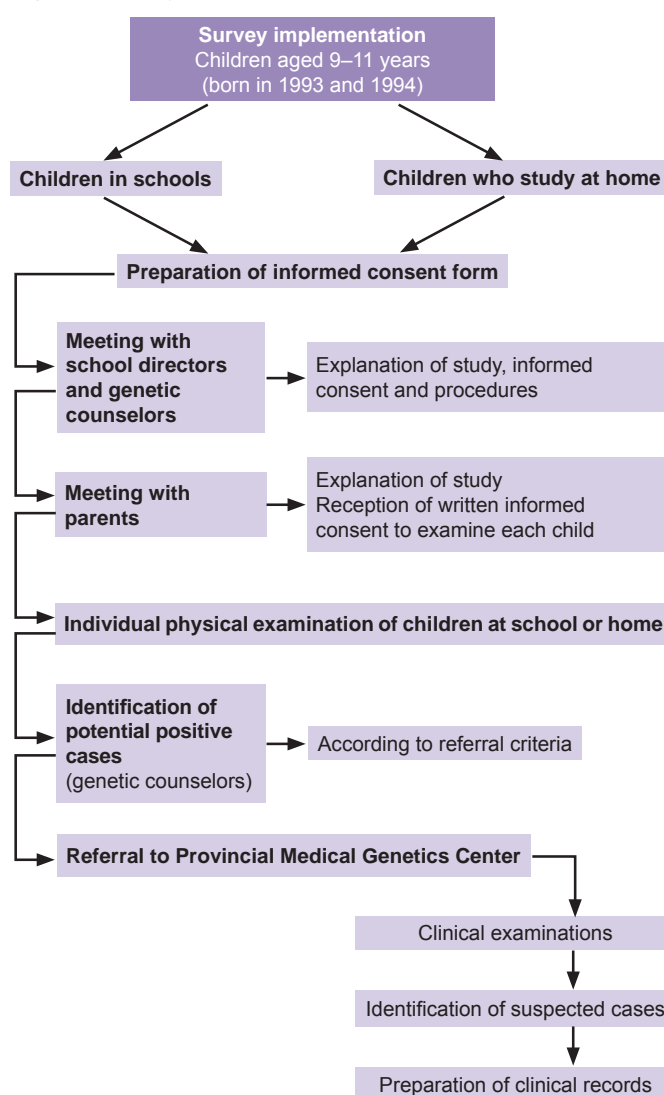 Survey implementation
Children aged 9–11 years
(born in 1993 and 1994)
Children in schools
Children who study at home
Preparation of informed consent form
Meeting with
school directors
and genetic
counselors
Explanation of study, informed
consent and procedures
Meeting with
parents
Explanation of study
Reception of written informed
consent to examine each child
Individual physical examination of children at school or home
Identification of
potential positive
cases
(genetic counselors)
According to referral criteria
Referral to Provincial Medical Genetics Center
Clinical examinations
Identification of suspected cases
Preparation of clinical records